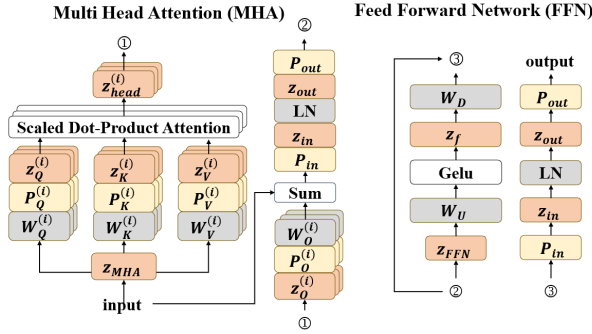 Multi Head Attention (MHA)
①
z_head^(i)
Scaled Dot-Product Attention
z_Q^(i) z_K^(i) z_V^(i)
P_Q^(i) P_K^(i) P_V^(i)
W_Q^(i) W_K^(i) W_V^(i)
z_MHA
input
②
P_out
z_out
LN
z_in
P_in
Sum
W_O^(i)
P_O^(i)
z_O^(i)
①
Feed Forward Network (FFN)
③
W_D
z_f
Gelu
W_U
z_FFN
②
output
P_out
z_out
LN
z_in
P_in
③